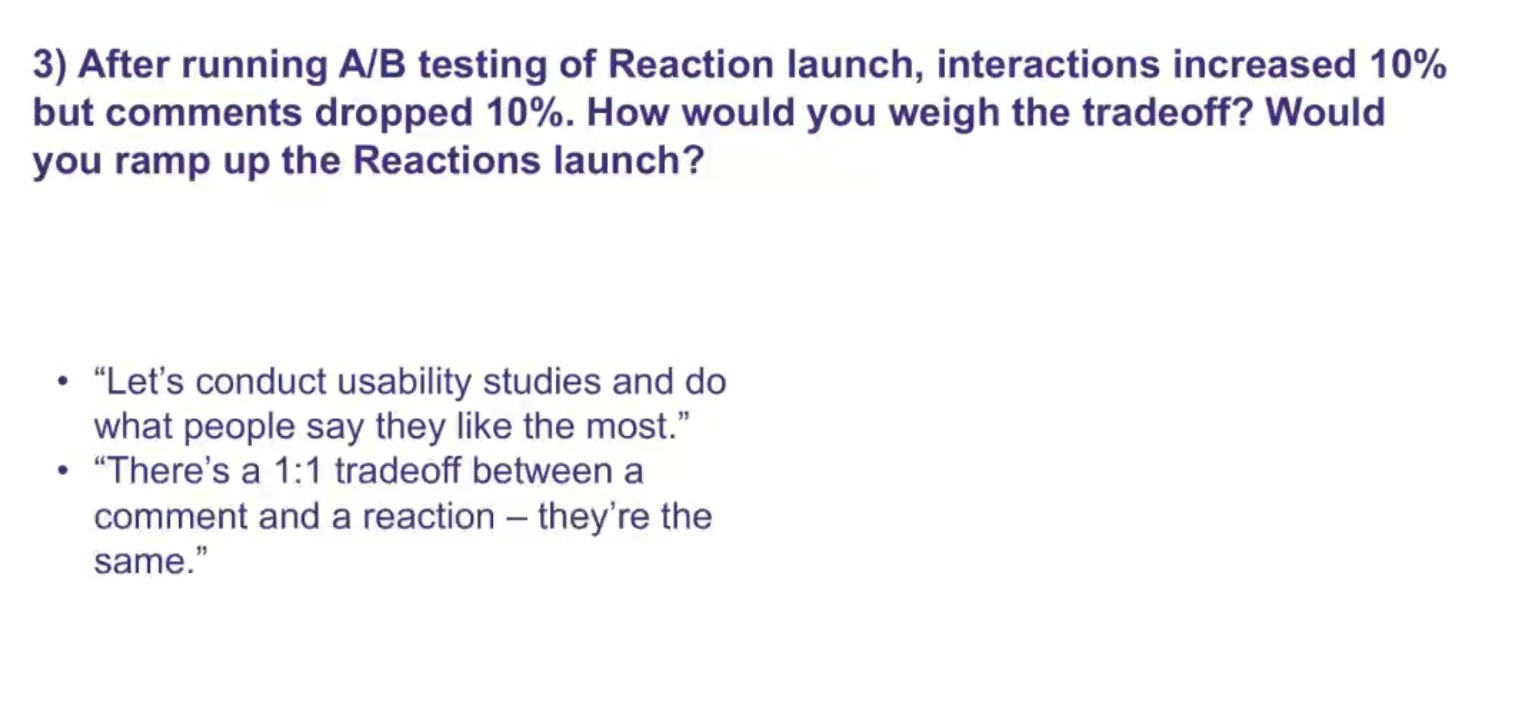 3) After running A/B testing of Reaction launch, interactions increased 10%
but comments dropped 10%. How would you weigh the tradeoff? Would
you ramp up the Reactions launch?
• “Let’s conduct usability studies and do
what people say they like the most.”
• “There’s a 1:1 tradeoff between a
comment and a reaction – they’re the
same.”